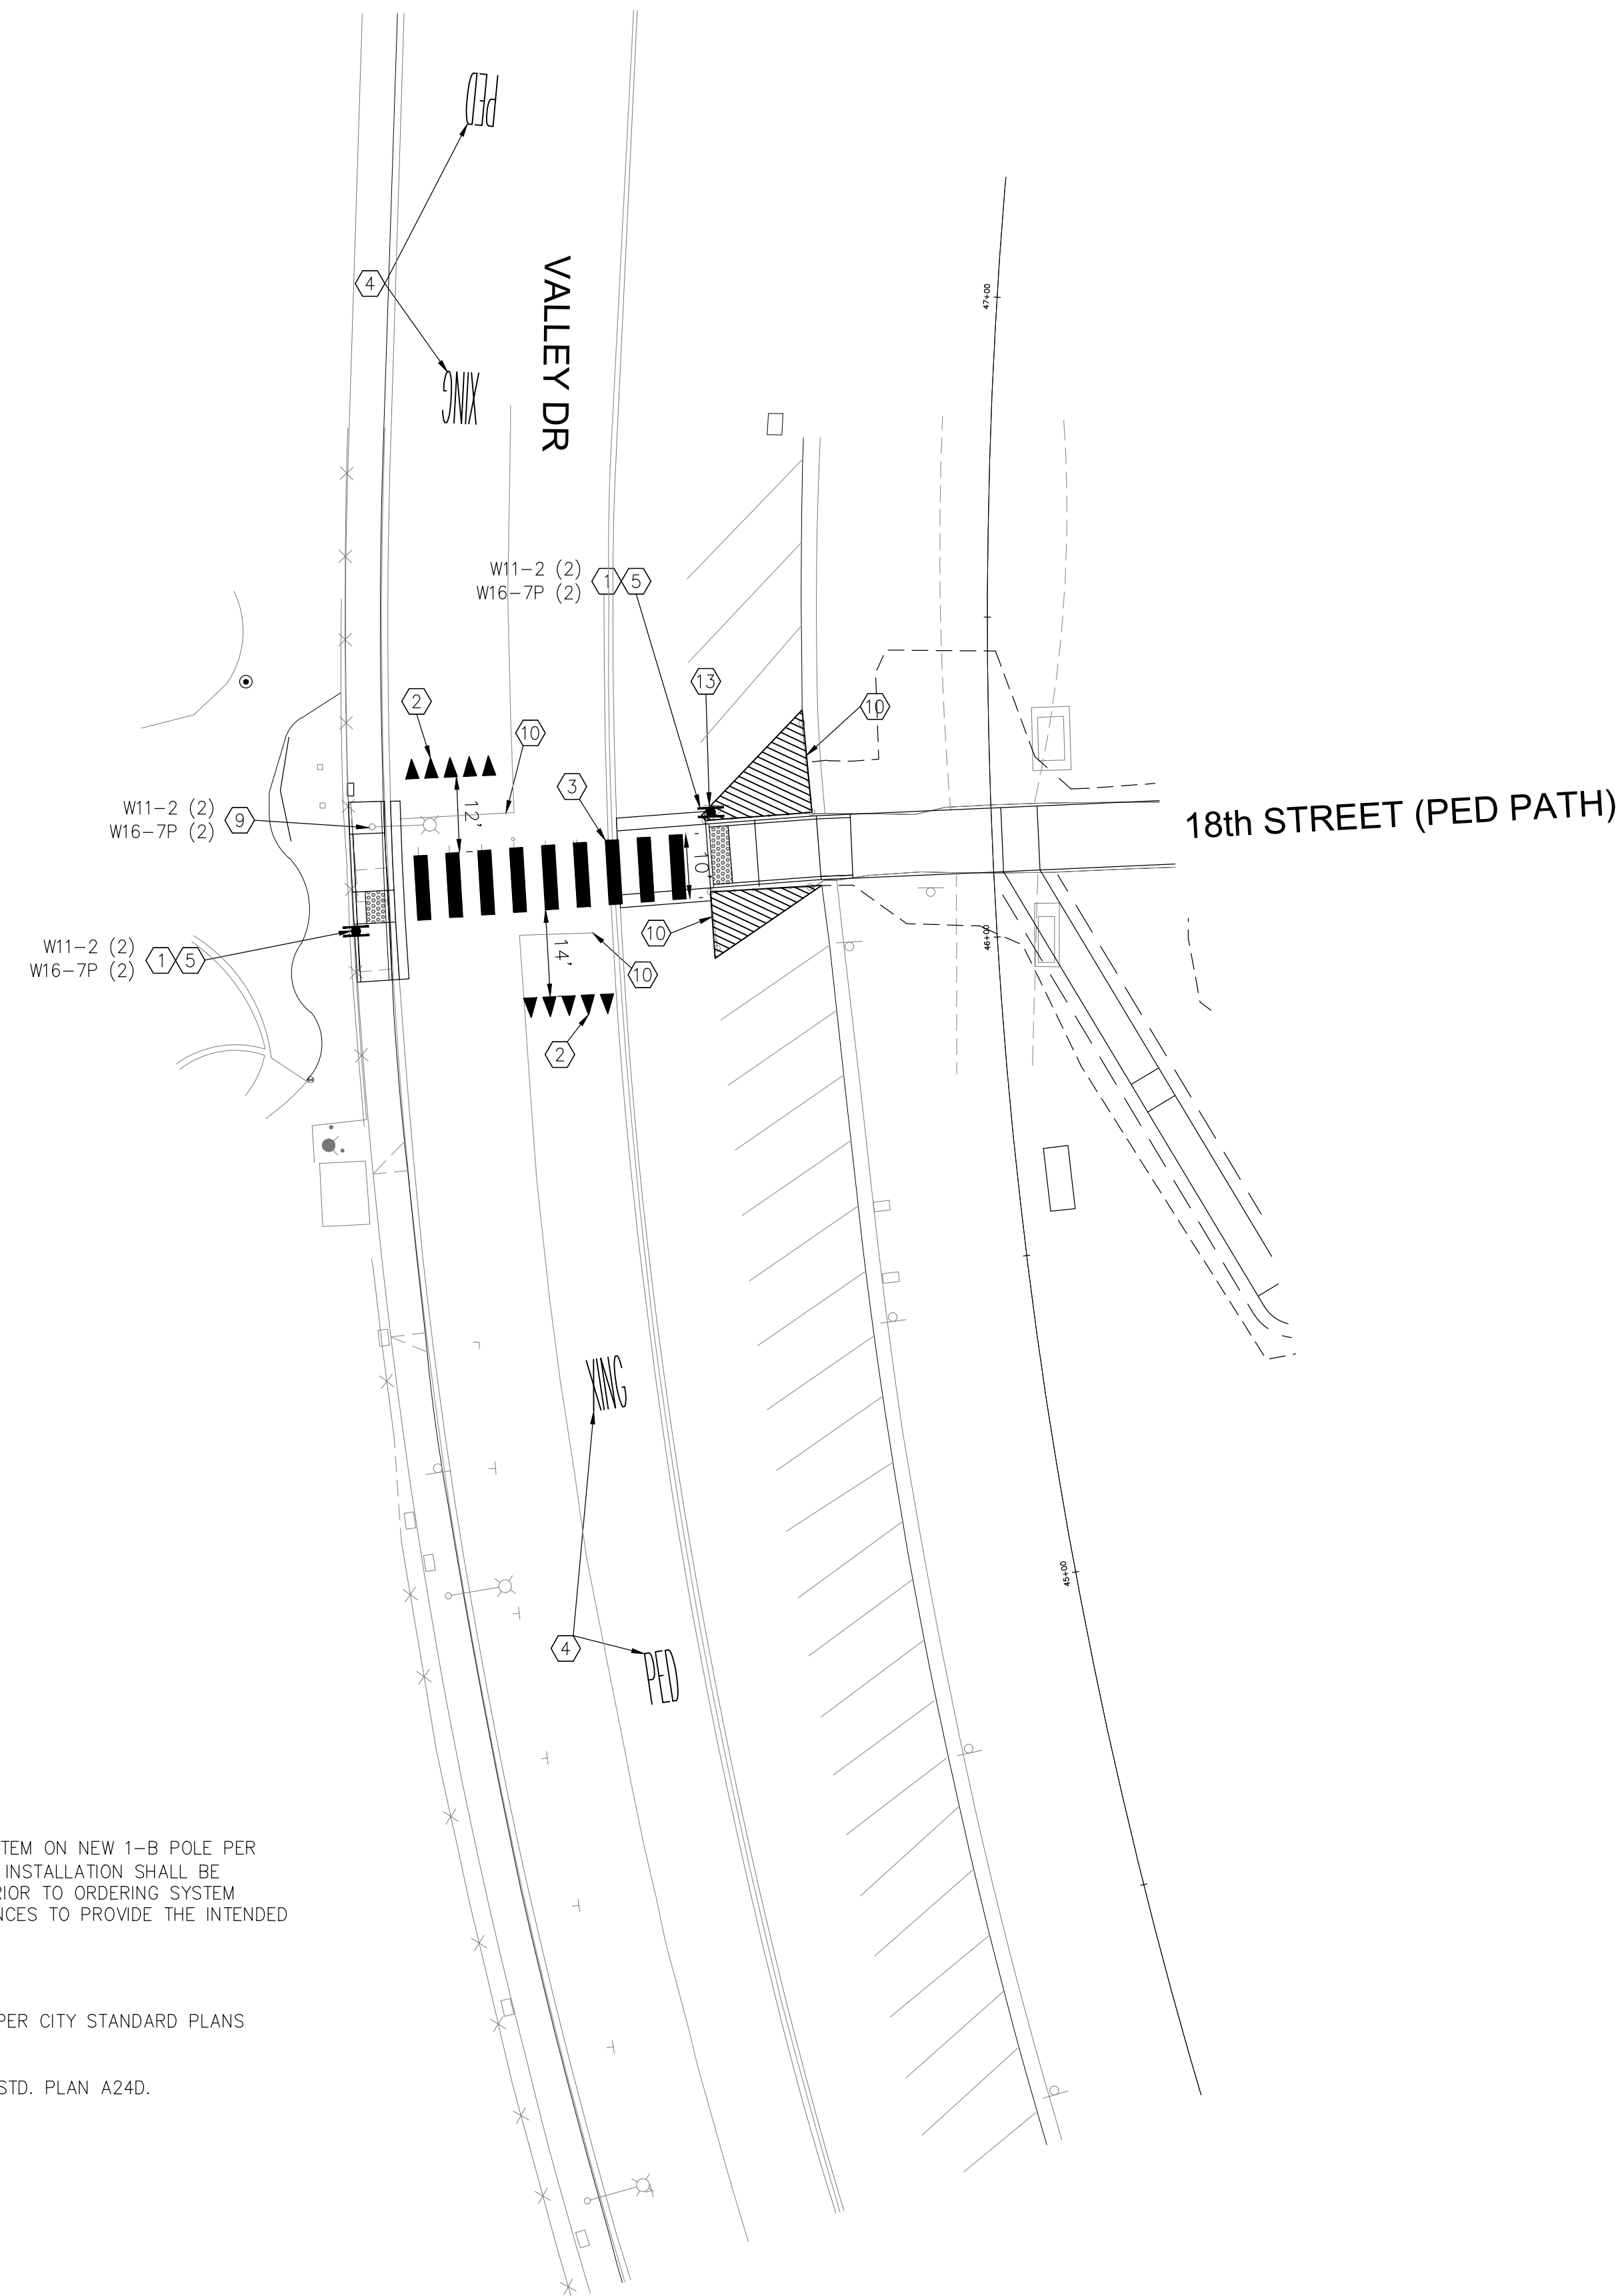 PED
4
VALLEY DR
47+00
XING
W11-2 (2)
W16-7P (2)
1
5
13
2
10
10
3
12'
W11-2 (2)
W16-7P (2)
9
18th STREET (PED PATH)
10'
10
46+00
W11-2 (2)
W16-7P (2)
1
5
14'
10
2
XING
45+00
4
PED
TEM ON NEW 1-B POLE PER
INSTALLATION SHALL BE
RIOR TO ORDERING SYSTEM
NCES TO PROVIDE THE INTENDED
PER CITY STANDARD PLANS
STD. PLAN A24D.